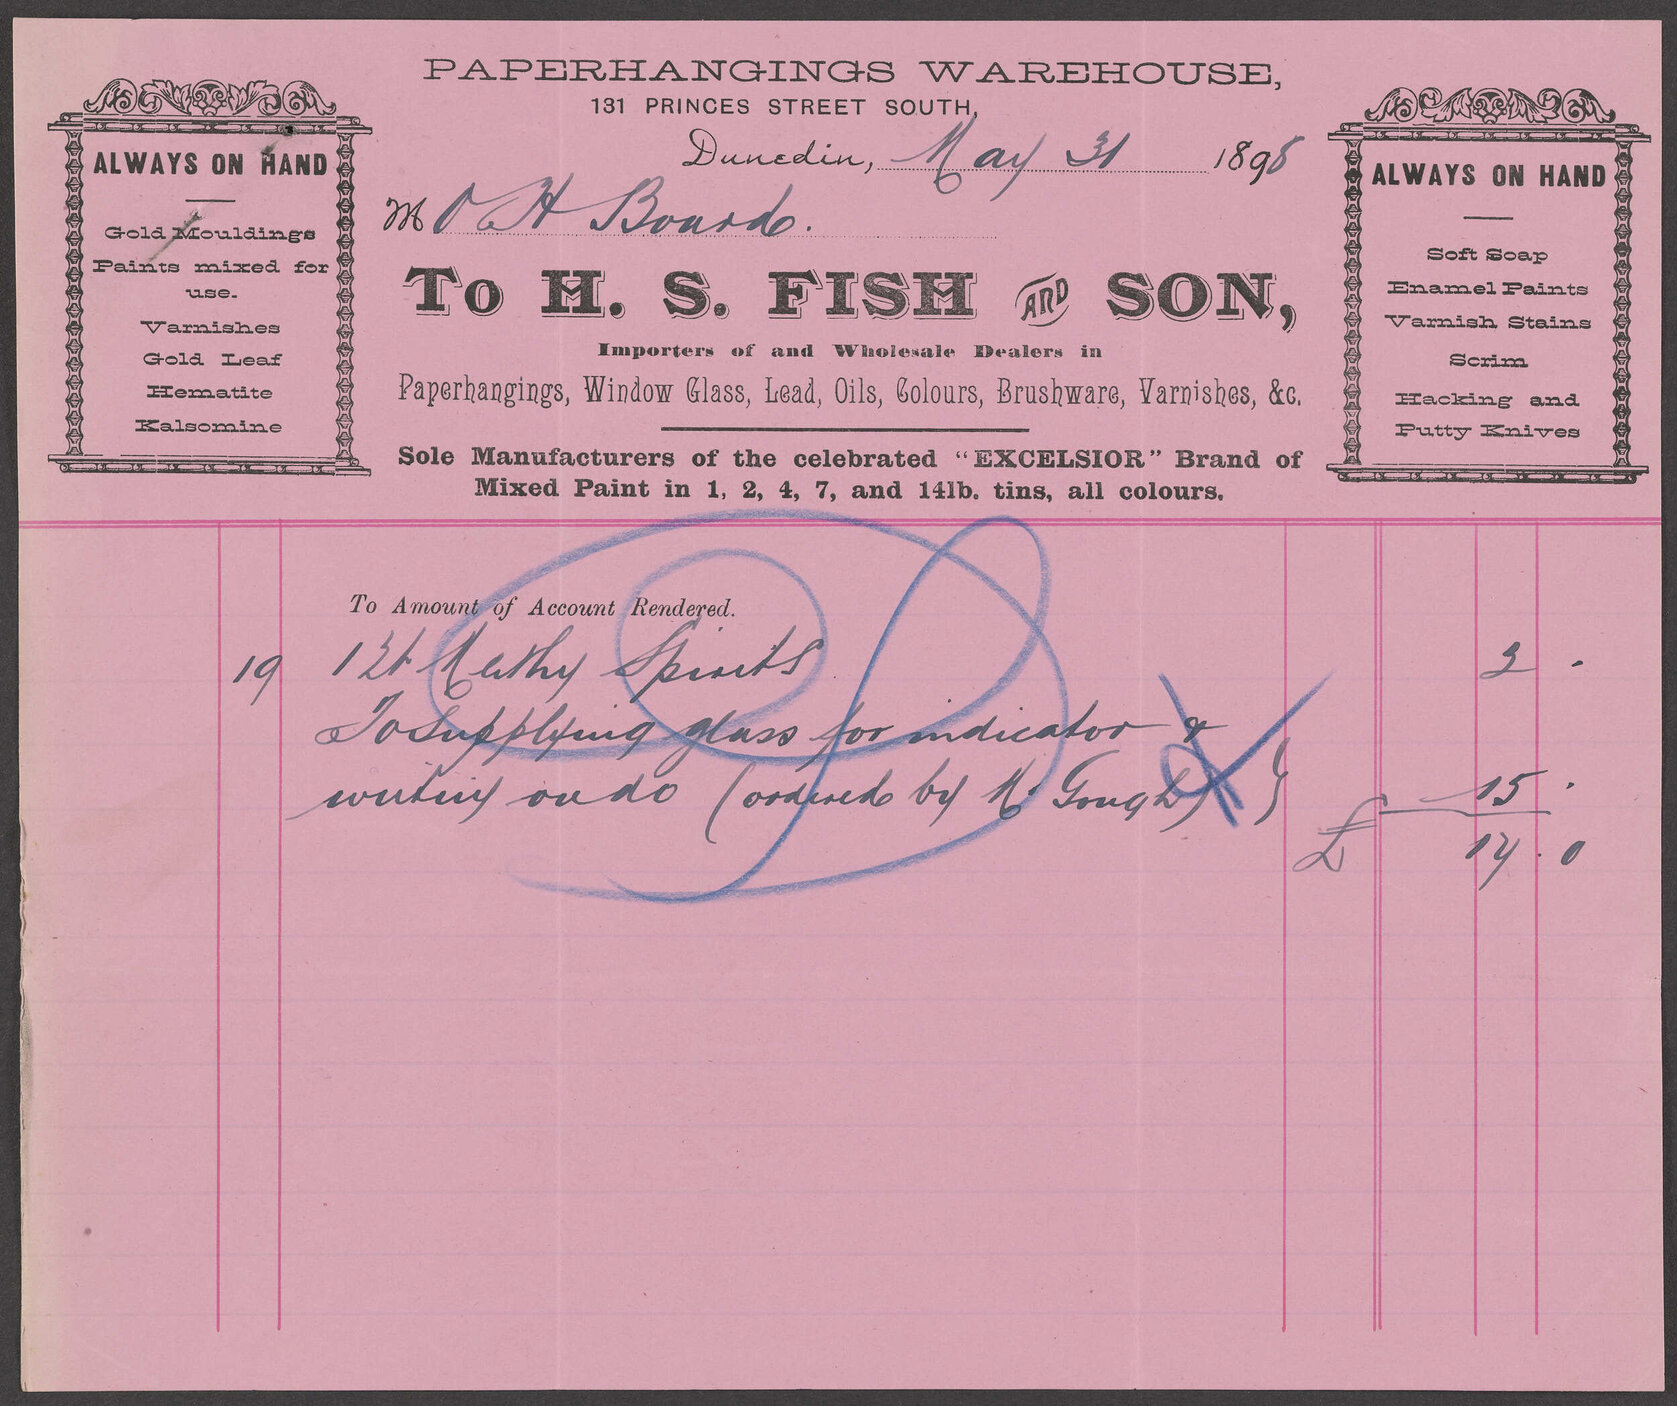 PAPERHANGINGS WAREHOUSE,
131 PRINCES STREET SOUTH,
Dunedin, May 31 1898
M O H Board.
To H. S. FISH AND SON,
Importers of and Wholesale Dealers in
Paperhangings, Window Glass, Lead, Oils, Colours, Brushware, Varnishes, &c.
Sole Manufacturers of the celebrated "EXCELSIOR" Brand of
Mixed Paint in 1, 2, 4, 7, and 14lb. tins, all colours.
ALWAYS ON HAND
Gold Mouldings
Paints mixed for
use.
Varnishes
Gold Leaf
Hematite
Kalsomine
ALWAYS ON HAND
Soft Soap
Enamel Paints
Varnish Stains
Scrim
Hacking and
Putty Knives
To Amount of Account Rendered.
19 1 Methy Spirits
To supplying glass for indicator &
writing on do (ordered by Mr Gough) 15 .
£ 17 . 0